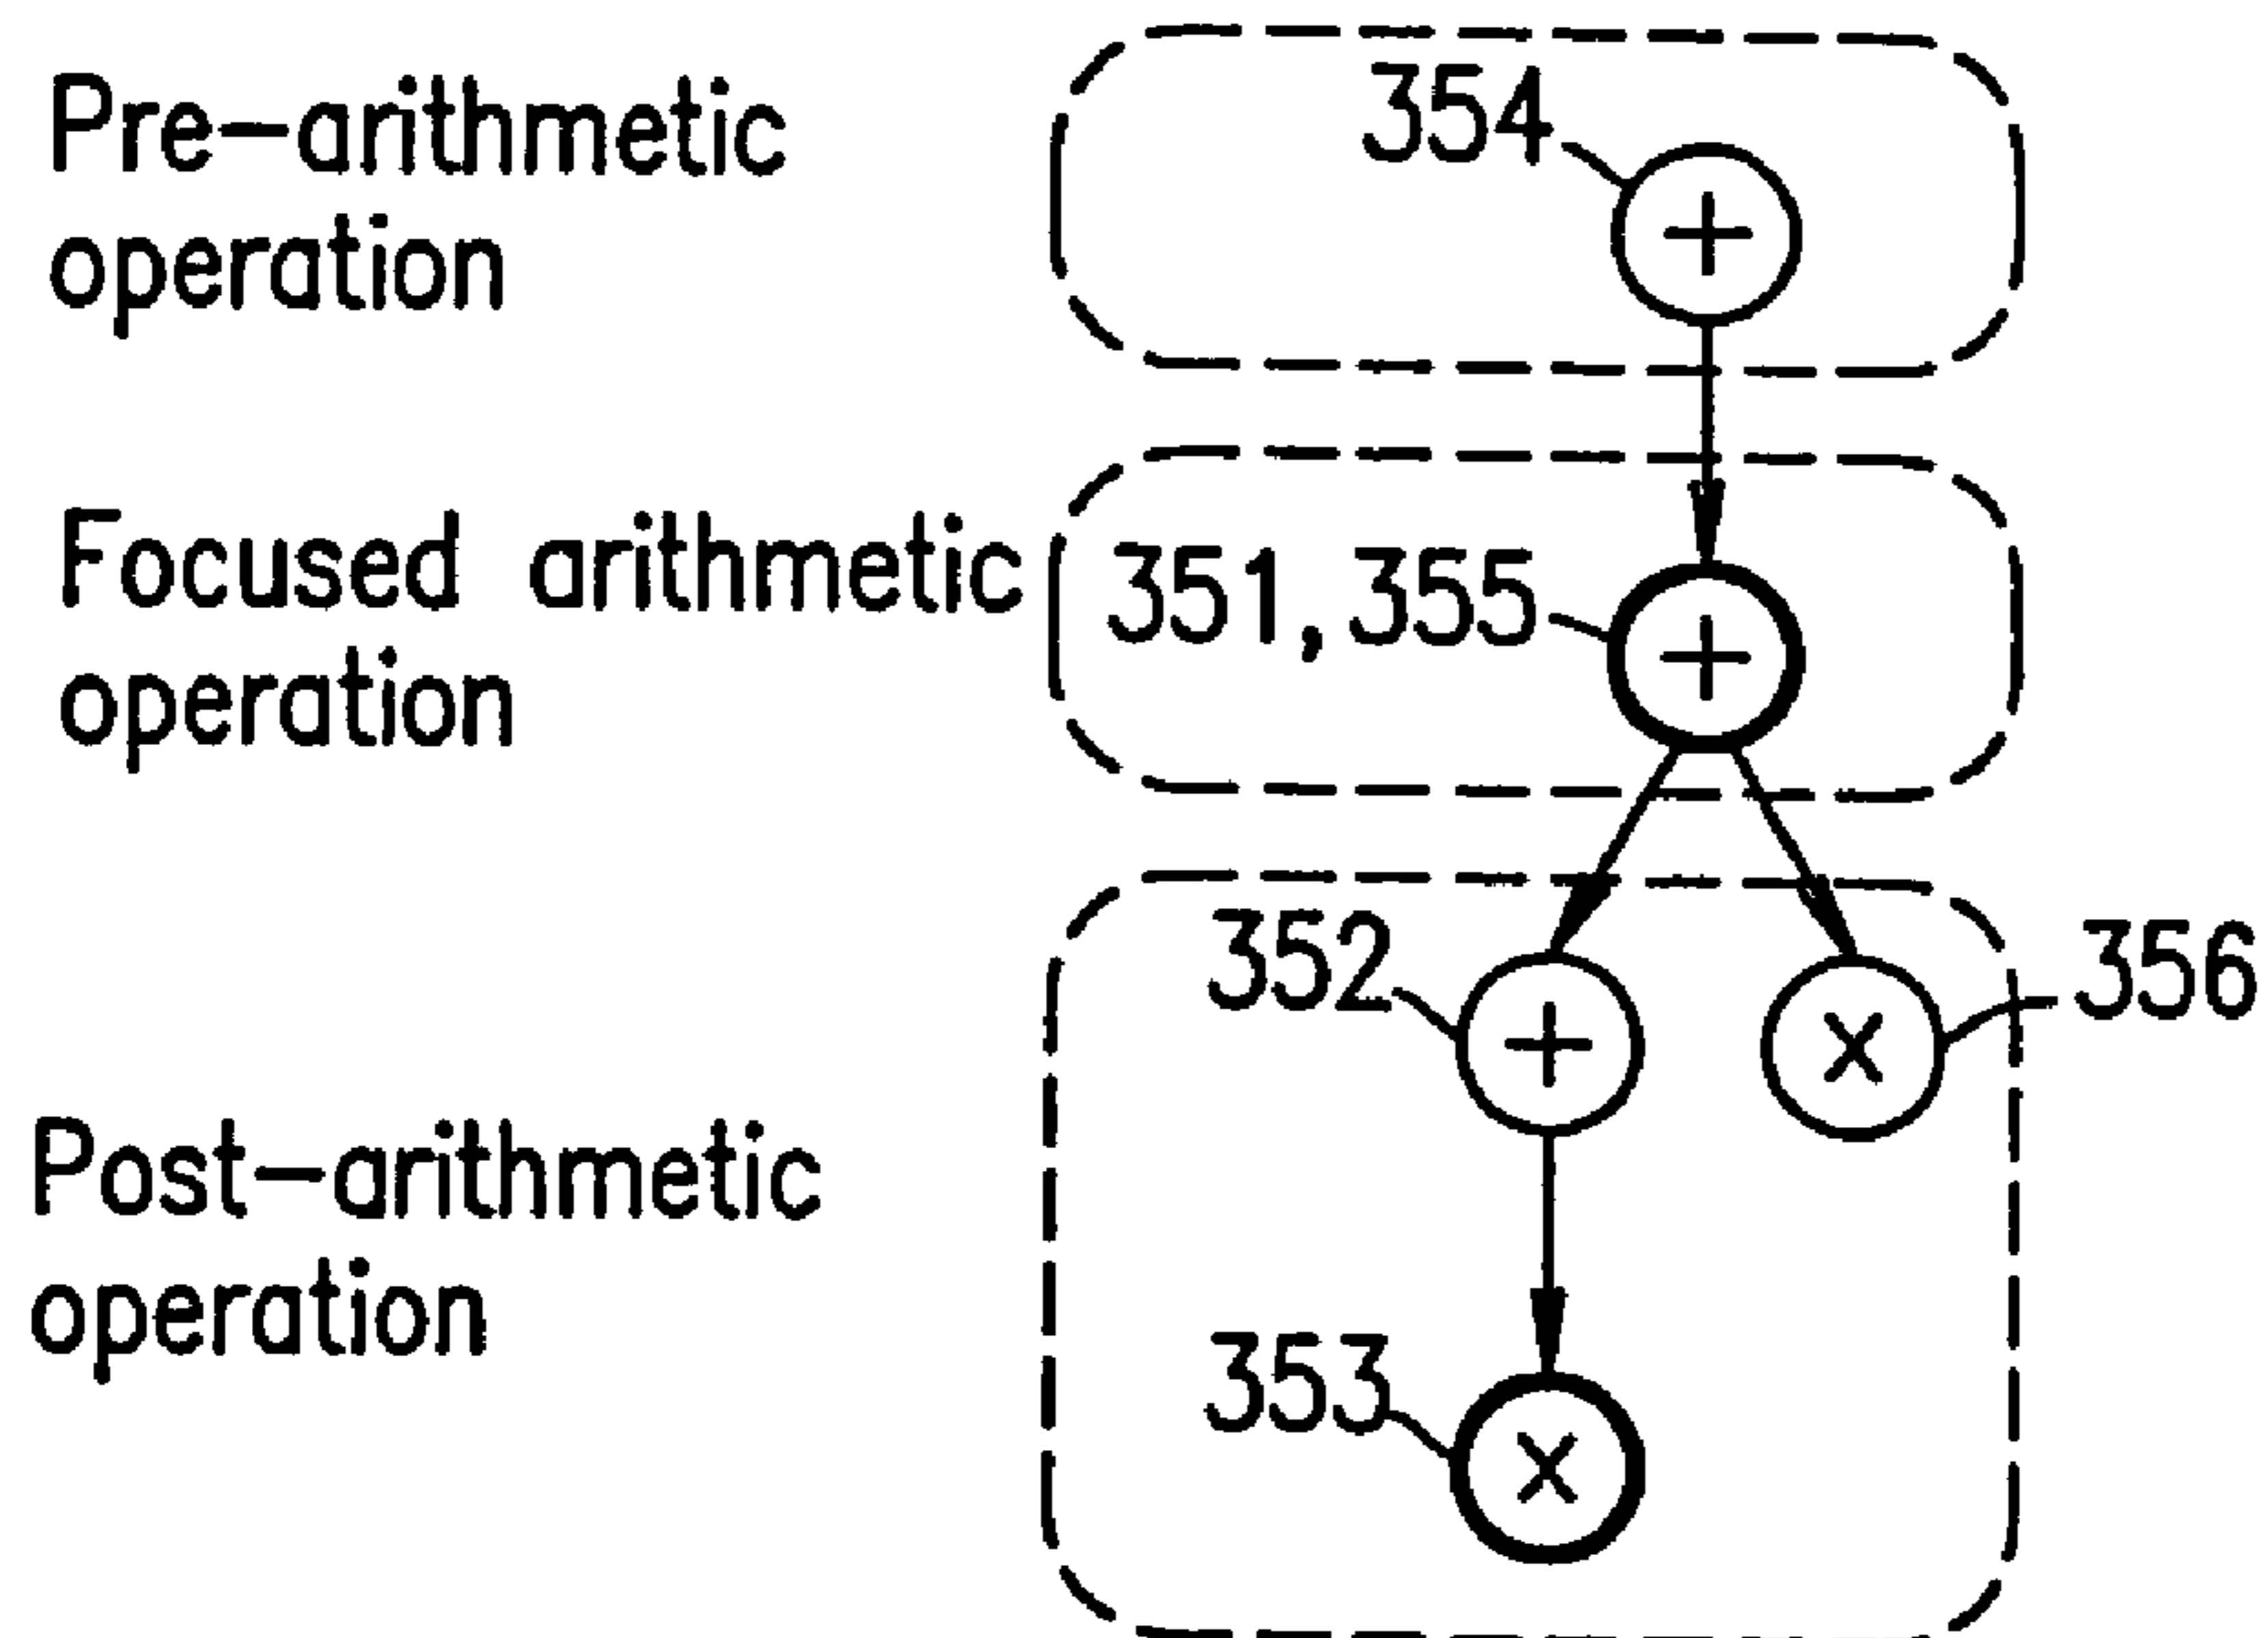 Pre-arithmetic
operation
354
+
Focused arithmetic
operation
351,355
+
352
+
356
×
Post-arithmetic
operation
353
×